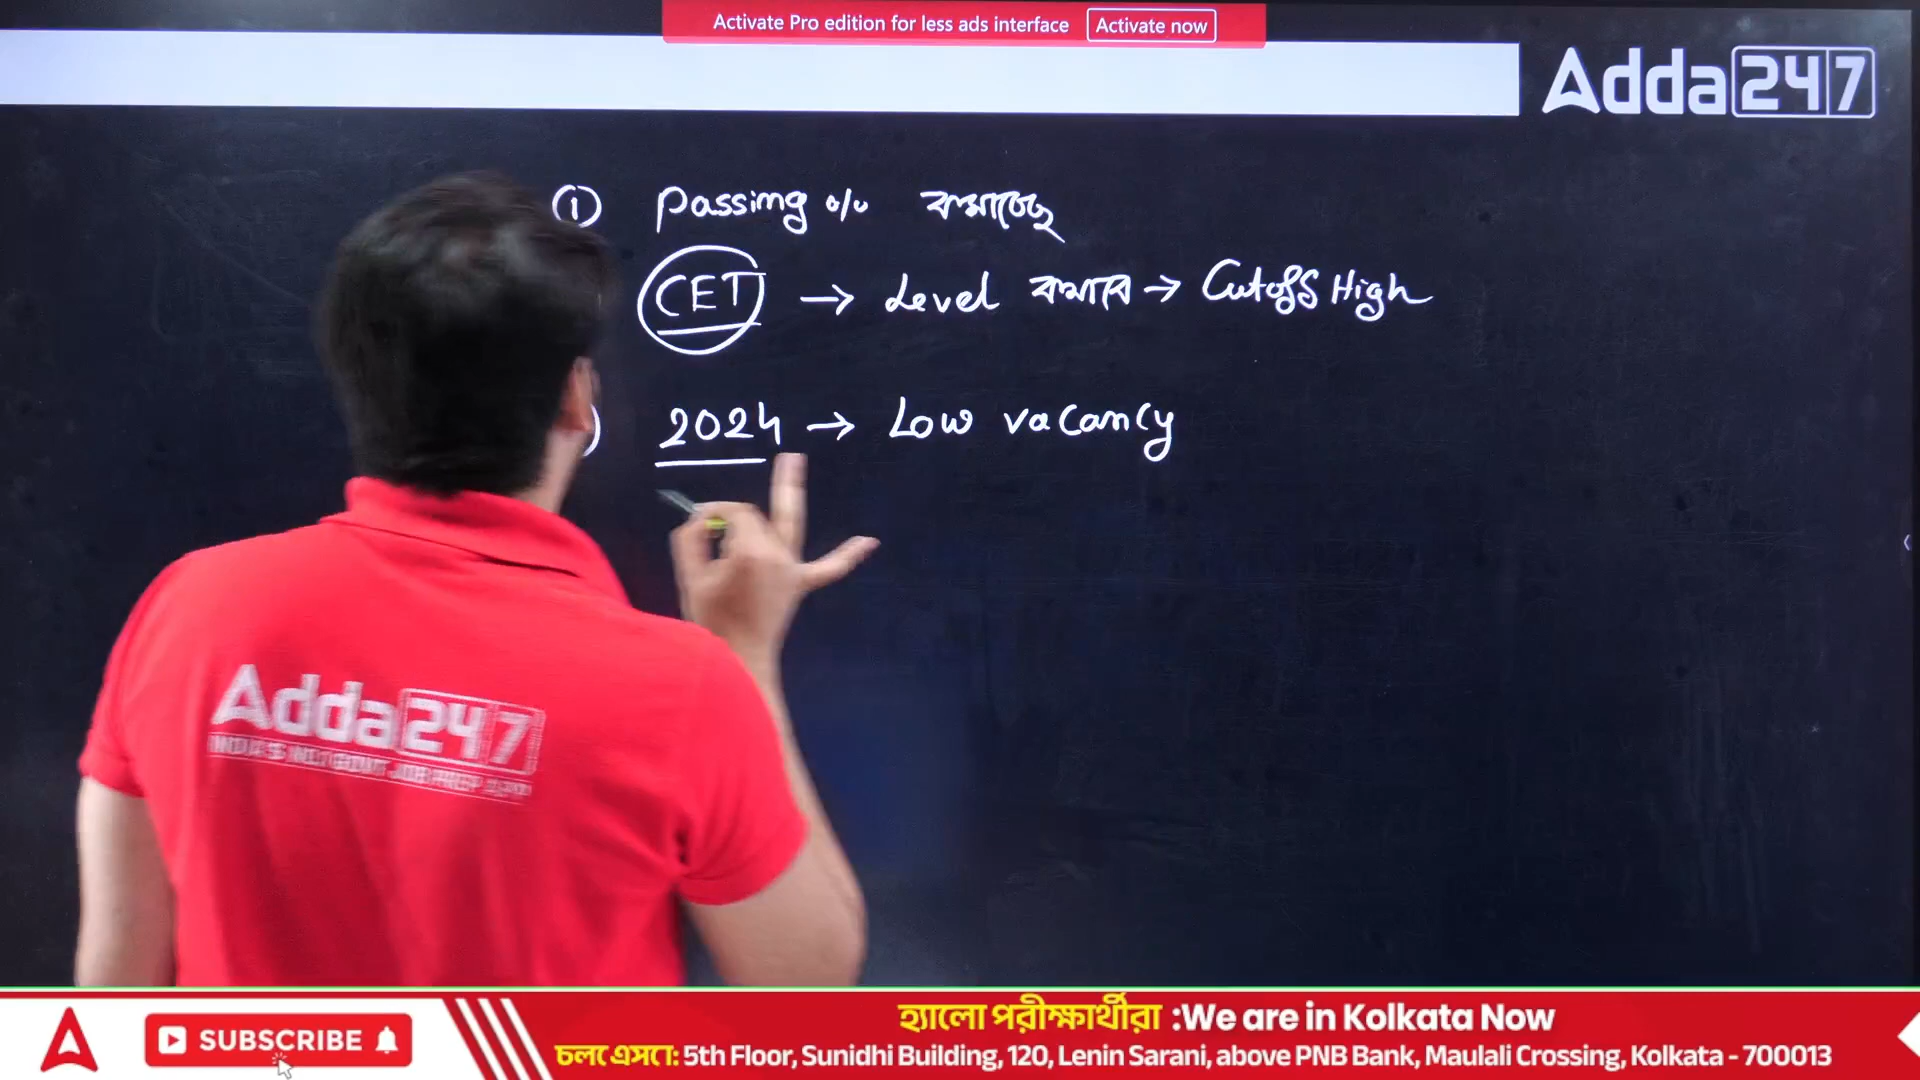 Activate Pro edition for less ads interface Activate now
Adda247
① Passing % কমাচ্ছে
CET → Level কমাবে → Cutoff High
2024 → Low vacancy
Adda247
SUBSCRIBE
হ্যালো পরীক্ষার্থীরা :We are in Kolkata Now
চলে এসো: 5th Floor, Sunidhi Building, 120, Lenin Sarani, above PNB Bank, Maulali Crossing, Kolkata - 700013